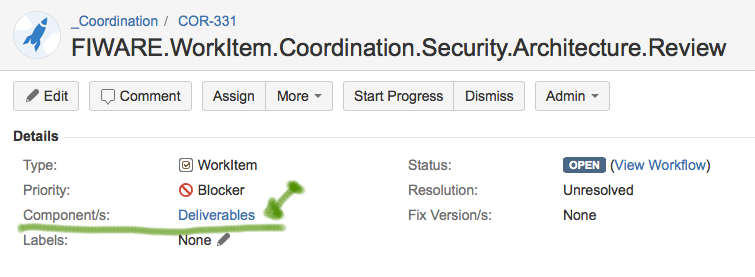 _Coordination / COR-331
FIWARE.WorkItem.Coordination.Security.Architecture.Review
Edit Comment Assign More Start Progress Dismiss Admin
Details
Type: WorkItem Status: OPEN (View Workflow)
Priority: Blocker Resolution: Unresolved
Component/s: Deliverables Fix Version/s: None
Labels: None